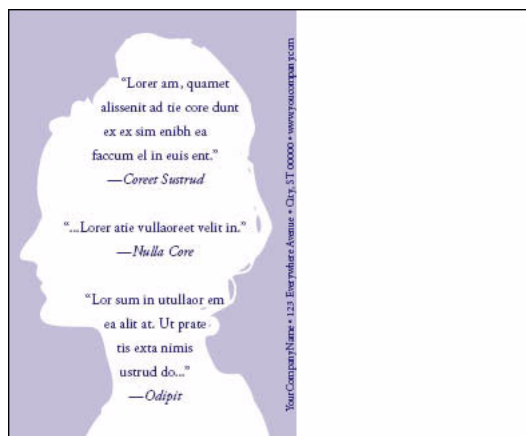 “Lorer am, quamet
alissenit ad tie core dunt
ex ex sim enibh ea
faccum el in euis ent.”
—Coreet Sustrud
“...Lorer atie vullaoreet velit in.”
—Nulla Core
“Lor sum in utullaor em
ea alit at. Ut prate
tis exta nimis
ustrud do...”
—Odipit
YourCompanyName • 123 Everywhere Avenue • City, ST 00000 • www.youcompany.com